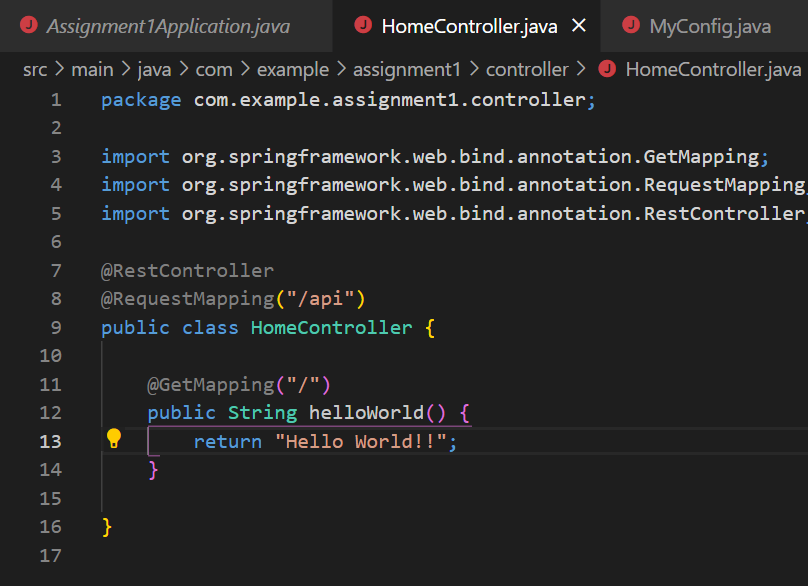 Assignment1Application.java HomeController.java MyConfig.java
src > main > java > com > example > assignment1 > controller > HomeController.java
1 package com.example.assignment1.controller;
2
3 import org.springframework.web.bind.annotation.GetMapping;
4 import org.springframework.web.bind.annotation.RequestMapping;
5 import org.springframework.web.bind.annotation.RestController;
6
7 @RestController
8 @RequestMapping("/api")
9 public class HomeController {
10
11 @GetMapping("/")
12 public String helloWorld() {
13 return "Hello World!!";
14 }
15
16 }
17